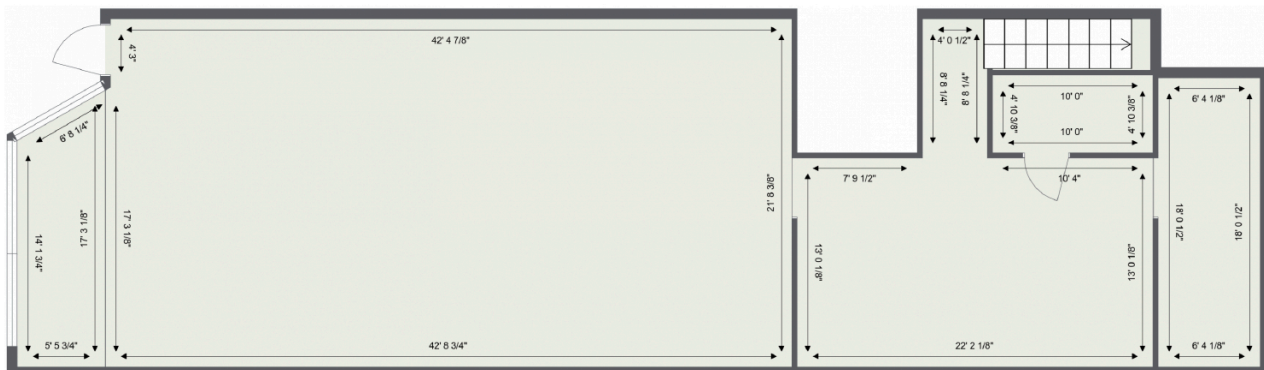 42' 4 7/8"
4' 3"
6' 8 1/4"
14' 1 3/4"
17' 3 1/8"
17' 3 1/8"
5' 5 3/4"
42' 8 3/4"
21' 8 3/8"
4' 0 1/2"
8' 8 1/4"
8' 8 1/4"
10' 0"
4' 10 3/8"
4' 10 3/8"
10' 0"
7' 9 1/2"
10' 4"
13' 0 1/8"
13' 0 1/8"
22' 2 1/8"
6' 4 1/8"
18' 0 1/2"
18' 0 1/2"
6' 4 1/8"